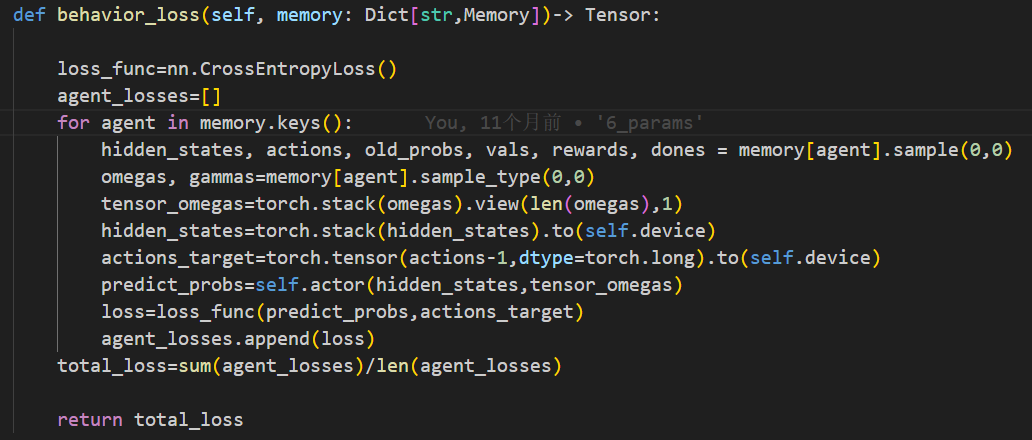 def behavior_loss(self, memory: Dict[str,Memory])-> Tensor:
loss_func=nn.CrossEntropyLoss()
agent_losses=[]
for agent in memory.keys():     You, 11个月前 • '6_params'
hidden_states, actions, old_probs, vals, rewards, dones = memory[agent].sample(0,0)
omegas, gammas=memory[agent].sample_type(0,0)
tensor_omegas=torch.stack(omegas).view(len(omegas),1)
hidden_states=torch.stack(hidden_states).to(self.device)
actions_target=torch.tensor(actions-1,dtype=torch.long).to(self.device)
predict_probs=self.actor(hidden_states,tensor_omegas)
loss=loss_func(predict_probs,actions_target)
agent_losses.append(loss)
total_loss=sum(agent_losses)/len(agent_losses)
return total_loss